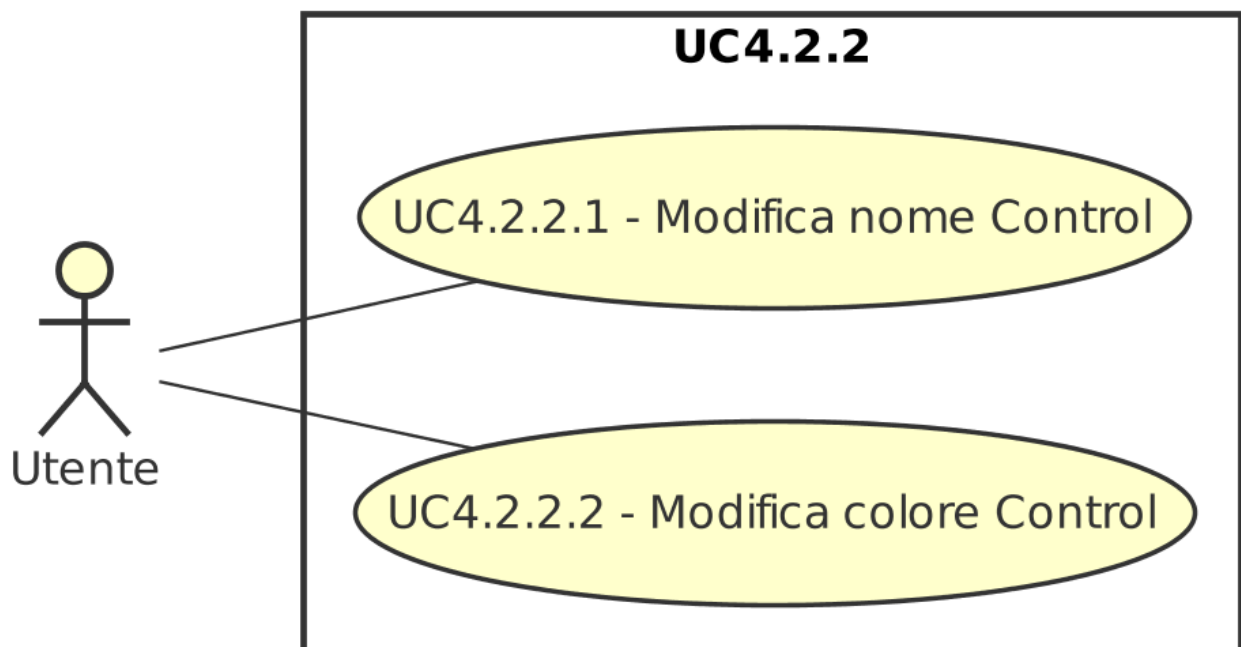 UC4.2.2
UC4.2.2.1 - Modifica nome Control
Utente
UC4.2.2.2 - Modifica colore Control